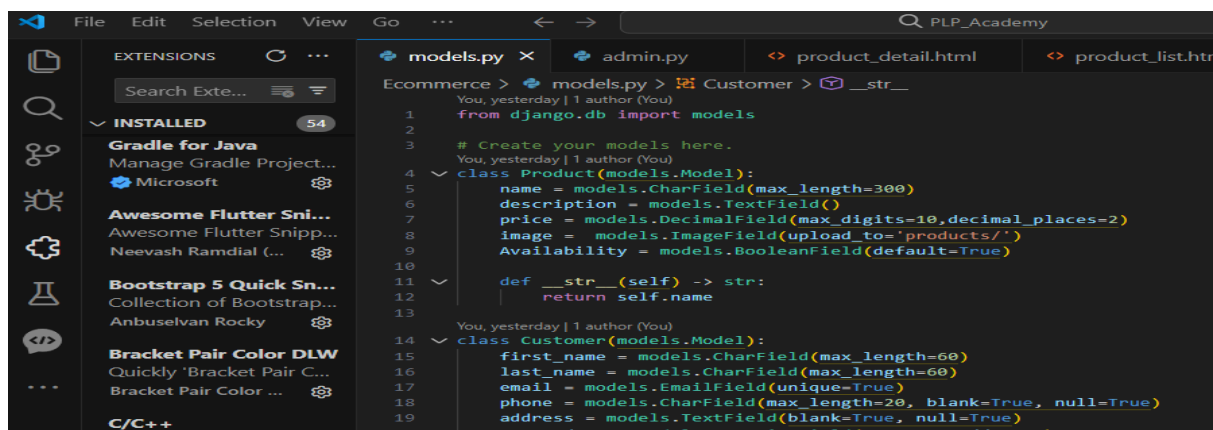 File Edit Selection View Go ··· ← → PLP_Academy
EXTENSIONS ···
Search Exte...
INSTALLED 54
Gradle for Java
Manage Gradle Project...
Microsoft
Awesome Flutter Sni...
Awesome Flutter Snipp...
Neevash Ramdial (...
Bootstrap 5 Quick Sn...
Collection of Bootstrap...
Anbuselvan Rocky
Bracket Pair Color DLW
Quickly 'Bracket Pair C...
Bracket Pair Color ...
C/C++
models.py × admin.py <> product_detail.html <> product_list.htm
Ecommerce > models.py > Customer > __str__
You, yesterday | 1 author (You)
1 from django.db import models
2
3 # Create your models here.
You, yesterday | 1 author (You)
4 class Product(models.Model):
5 name = models.CharField(max_length=300)
6 description = models.TextField()
7 price = models.DecimalField(max_digits=10,decimal_places=2)
8 image =  models.ImageField(upload_to='products/')
9 Availability = models.BooleanField(default=True)
10
11 def __str__(self) -> str:
12 return self.name
13
You, yesterday | 1 author (You)
14 class Customer(models.Model):
15 first_name = models.CharField(max_length=60)
16 last_name = models.CharField(max_length=60)
17 email = models.EmailField(unique=True)
18 phone = models.CharField(max_length=20, blank=True, null=True)
19 address = models.TextField(blank=True, null=True)